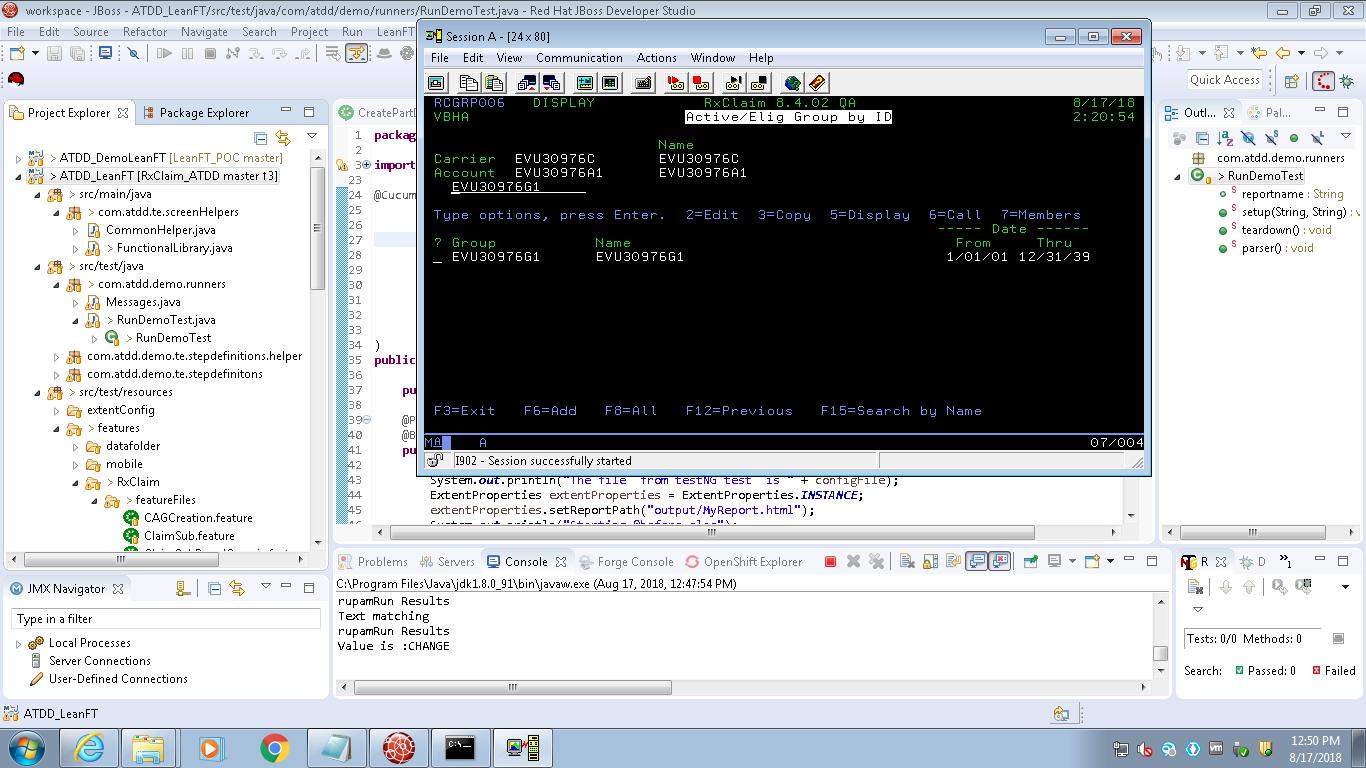 workspace - JBoss - ATDD_LeanFT/src/test/java/com/atdd/demo/runners/RunDemoTest.java - Red Hat JBoss Developer Studio
File Edit Source Refactor Navigate Search Project Run LeanFT
Quick Access
Project Explorer
Package Explorer
> ATDD_DemoLeanFT [LeanFT_POC master]
> ATDD_LeanFT [RxClaim_ATDD master ↑3]
> src/main/java
> com.atdd.te.screenHelpers
CommonHelper.java
> FunctionalLibrary.java
> src/test/java
> com.atdd.demo.runners
Messages.java
> RunDemoTest.java
> RunDemoTest
com.atdd.demo.te.stepdefinitions.helper
com.atdd.demo.te.stepdefinitons
> src/test/resources
extentConfig
> features
datafolder
mobile
> RxClaim
> featureFiles
CAGCreation.feature
ClaimSub.feature
JMX Navigator
Type in a filter
Local Processes
Server Connections
User-Defined Connections
ATDD_LeanFT
CreatePartD
1 packag
2
3 import
23
24 @Cucum
25
26
27
28
29
30
31
32
33
34 )
35 public
36
37 pu
38
39 @P
40 @B
41 pu
43 System.out.println("The file from testNG test is " + configFile);
44 ExtentProperties extentProperties = ExtentProperties.INSTANCE;
45 extentProperties.setReportPath("output/MyReport.html");
46
Session A - [24 x 80]
File Edit View Communication Actions Window Help
RCGRP006 DISPLAY RxClaim 8.4.02 QA 8/17/18
VBHA Active/Elig Group by ID 2:20:54
Name
Carrier EVU30976C EVU30976C
Account EVU30976A1 EVU30976A1
EVU30976G1
Type options, press Enter. 2=Edit 3=Copy 5=Display 6=Call 7=Members
----- Date ------
? Group Name From Thru
_ EVU30976G1 EVU30976G1 1/01/01 12/31/39
F3=Exit F6=Add F8=All F12=Previous F15=Search by Name
MA A 07/004
I902 - Session successfully started
Outl...
Pal...
com.atdd.demo.runners
> RunDemoTest
reportname : String
setup(String, String) : v
teardown() : void
parser() : void
Problems Servers Console Forge Console OpenShift Explorer
C:\Program Files\Java\jdk1.8.0_91\bin\javaw.exe (Aug 17, 2018, 12:47:54 PM)
rupamRun Results
Text matching
rupamRun Results
Value is :CHANGE
R D »1
Tests: 0/0 Methods: 0
Search: Passed: 0 Failed
12:50 PM
8/17/2018